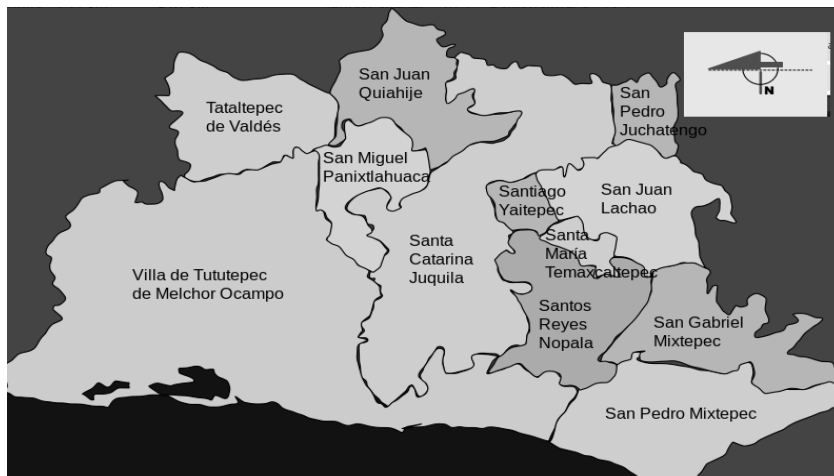 San Juan
Quiahije
Tataltepec
de Valdés
San
Pedro
Juchatengo
N
San Miguel
Panixtlahuaca
Santiago
Yaitepec
San Juan
Lachao
Santa
Catarina
Juquila
Santa
María
Temaxcaltepec
Villa de Tututepec
de Melchor Ocampo
Santos
Reyes
Nopala
San Gabriel
Mixtepec
San Pedro Mixtepec